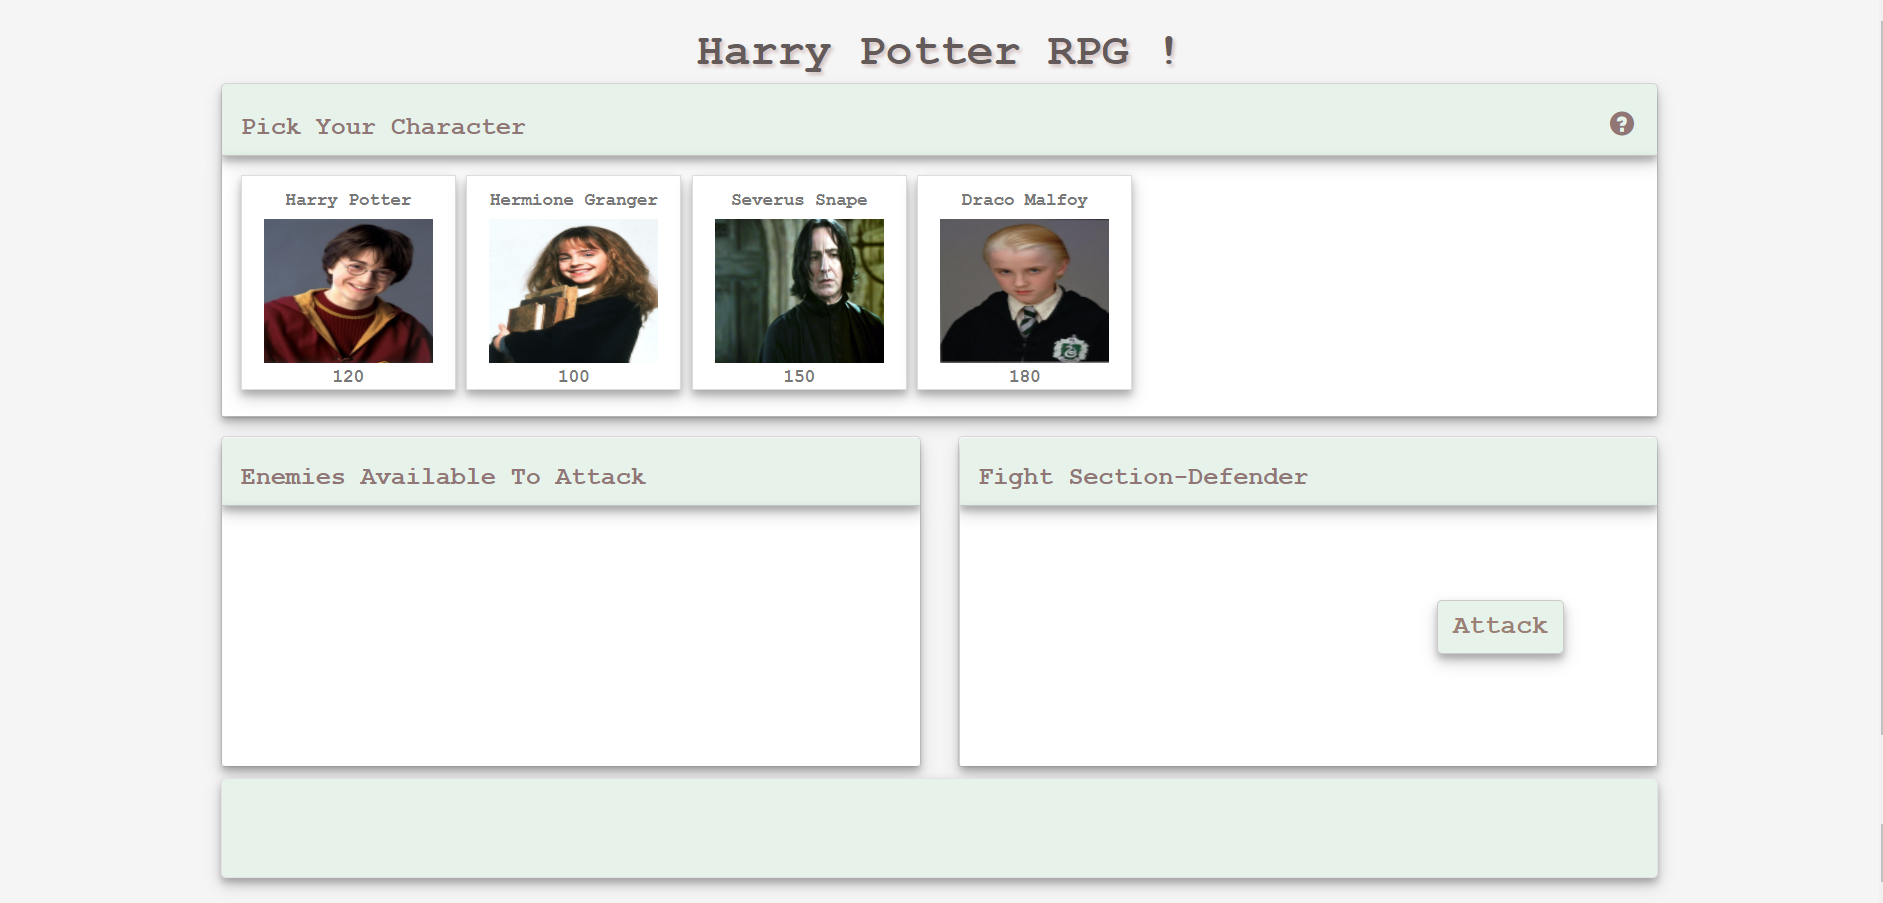 Harry Potter RPG !
Pick Your Character
?
Harry Potter
Hermione Granger
Severus Snape
Draco Malfoy
120
100
150
180
Enemies Available To Attack
Fight Section-Defender
Attack